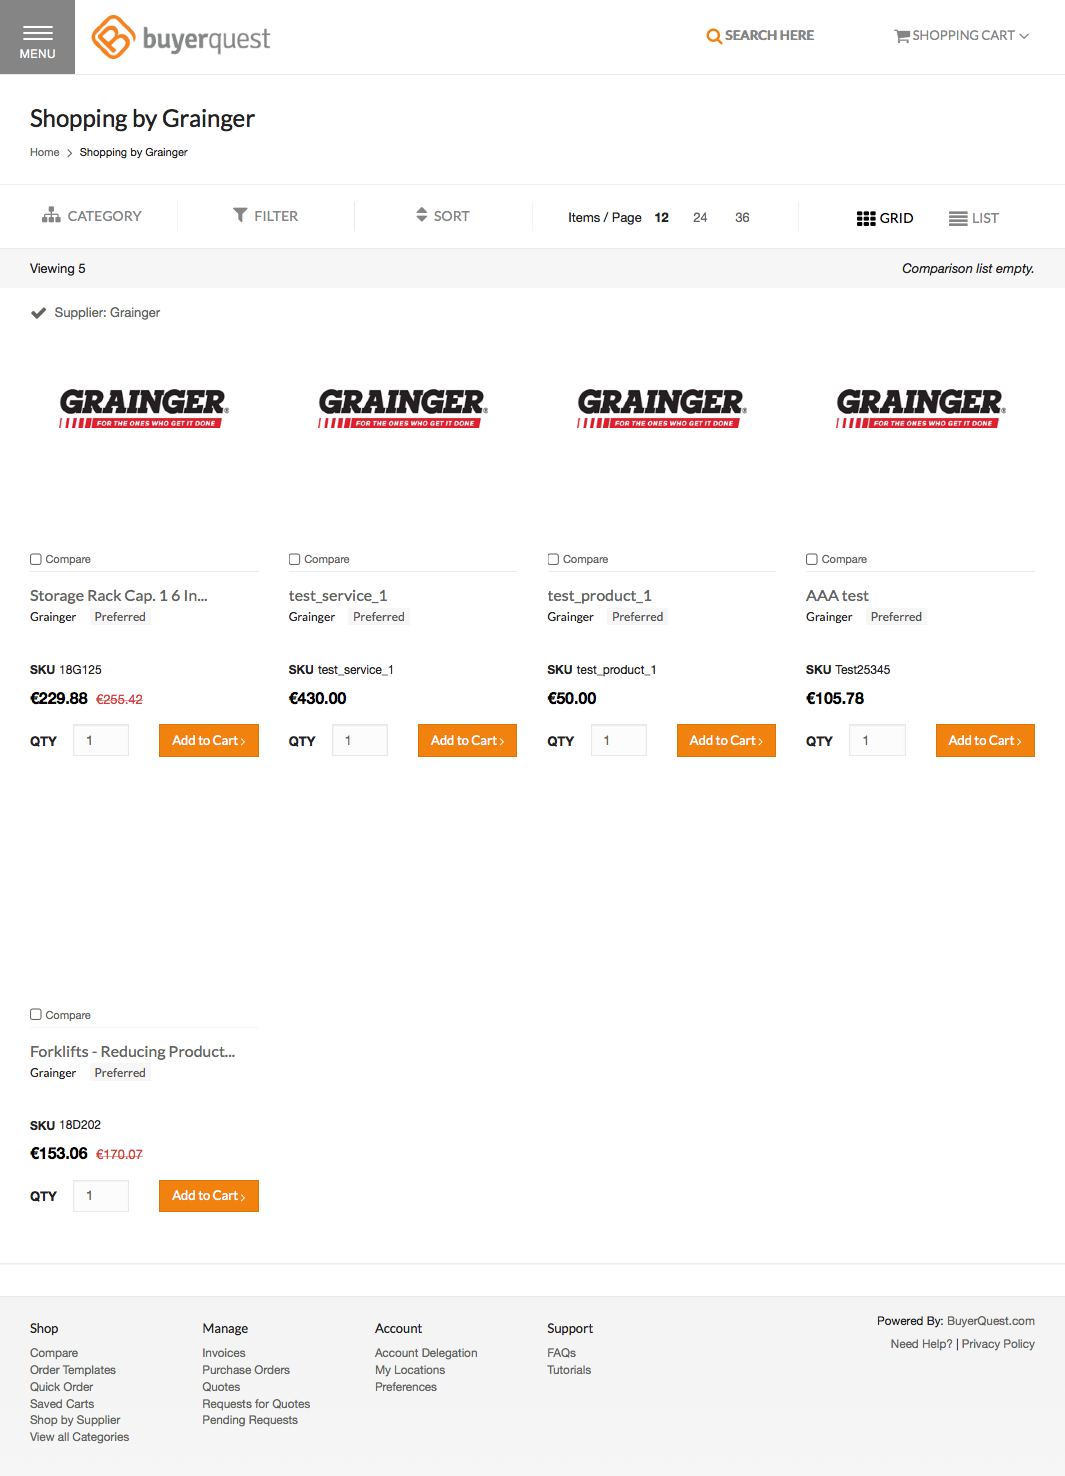 MENU
buyerquest
SEARCH HERE
SHOPPING CART
Shopping by Grainger
Home > Shopping by Grainger
CATEGORY
FILTER
SORT
Items / Page 12 24 36
GRID
LIST
Viewing 5
Comparison list empty.
Supplier: Grainger
GRAINGER®
FOR THE ONES WHO GET IT DONE
GRAINGER®
FOR THE ONES WHO GET IT DONE
GRAINGER®
FOR THE ONES WHO GET IT DONE
GRAINGER®
FOR THE ONES WHO GET IT DONE
Compare
Storage Rack Cap. 1 6 In...
Grainger Preferred
SKU 18G125
€229.88 €255.42
QTY 1 Add to Cart ›
Compare
test_service_1
Grainger Preferred
SKU test_service_1
€430.00
QTY 1 Add to Cart ›
Compare
test_product_1
Grainger Preferred
SKU test_product_1
€50.00
QTY 1 Add to Cart ›
Compare
AAA test
Grainger Preferred
SKU Test25345
€105.78
QTY 1 Add to Cart ›
Compare
Forklifts - Reducing Product...
Grainger Preferred
SKU 18D202
€153.06 €170.07
QTY 1 Add to Cart ›
Shop
Compare
Order Templates
Quick Order
Saved Carts
Shop by Supplier
View all Categories
Manage
Invoices
Purchase Orders
Quotes
Requests for Quotes
Pending Requests
Account
Account Delegation
My Locations
Preferences
Support
FAQs
Tutorials
Powered By: BuyerQuest.com
Need Help? | Privacy Policy